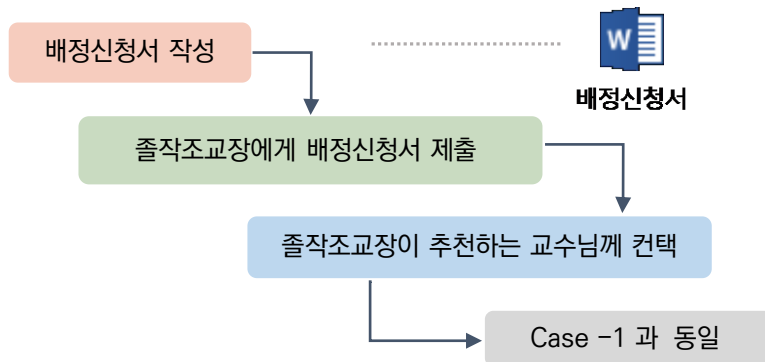 배정신청서 작성
W
배정신청서
졸작조교장에게 배정신청서 제출
졸작조교장이 추천하는 교수님께 컨택
Case -1 과 동일